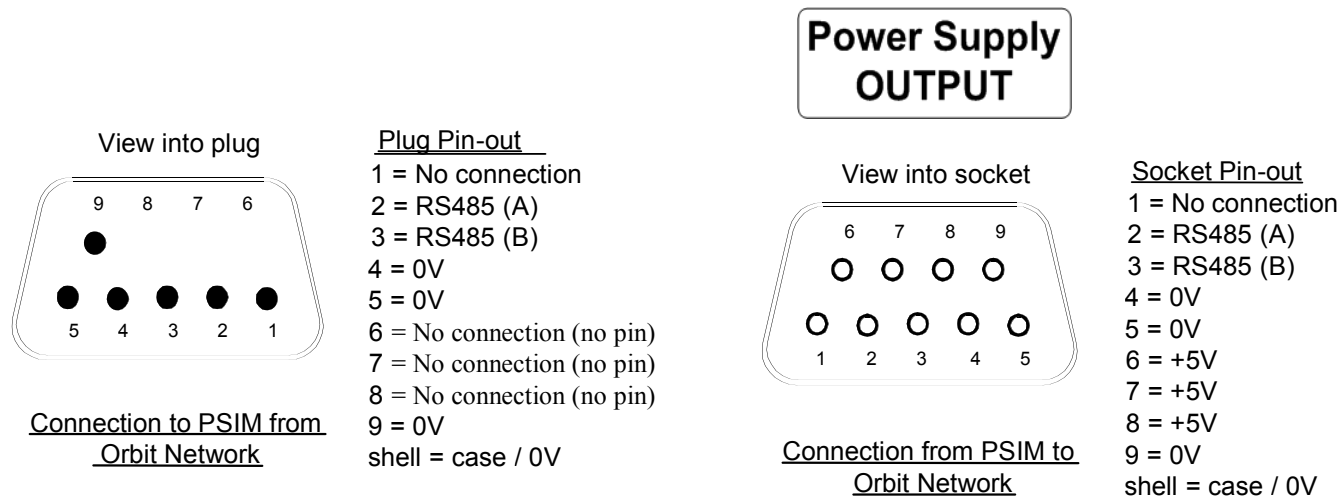 Power Supply
OUTPUT
View into plug
9 8 7 6
5 4 3 2 1
Connection to PSIM from
Orbit Network
Plug Pin-out
1 = No connection
2 = RS485 (A)
3 = RS485 (B)
4 = 0V
5 = 0V
6 = No connection (no pin)
7 = No connection (no pin)
8 = No connection (no pin)
9 = 0V
shell = case / 0V
View into socket
6 7 8 9
1 2 3 4 5
Connection from PSIM to
Orbit Network
Socket Pin-out
1 = No connection
2 = RS485 (A)
3 = RS485 (B)
4 = 0V
5 = 0V
6 = +5V
7 = +5V
8 = +5V
9 = 0V
shell = case / 0V